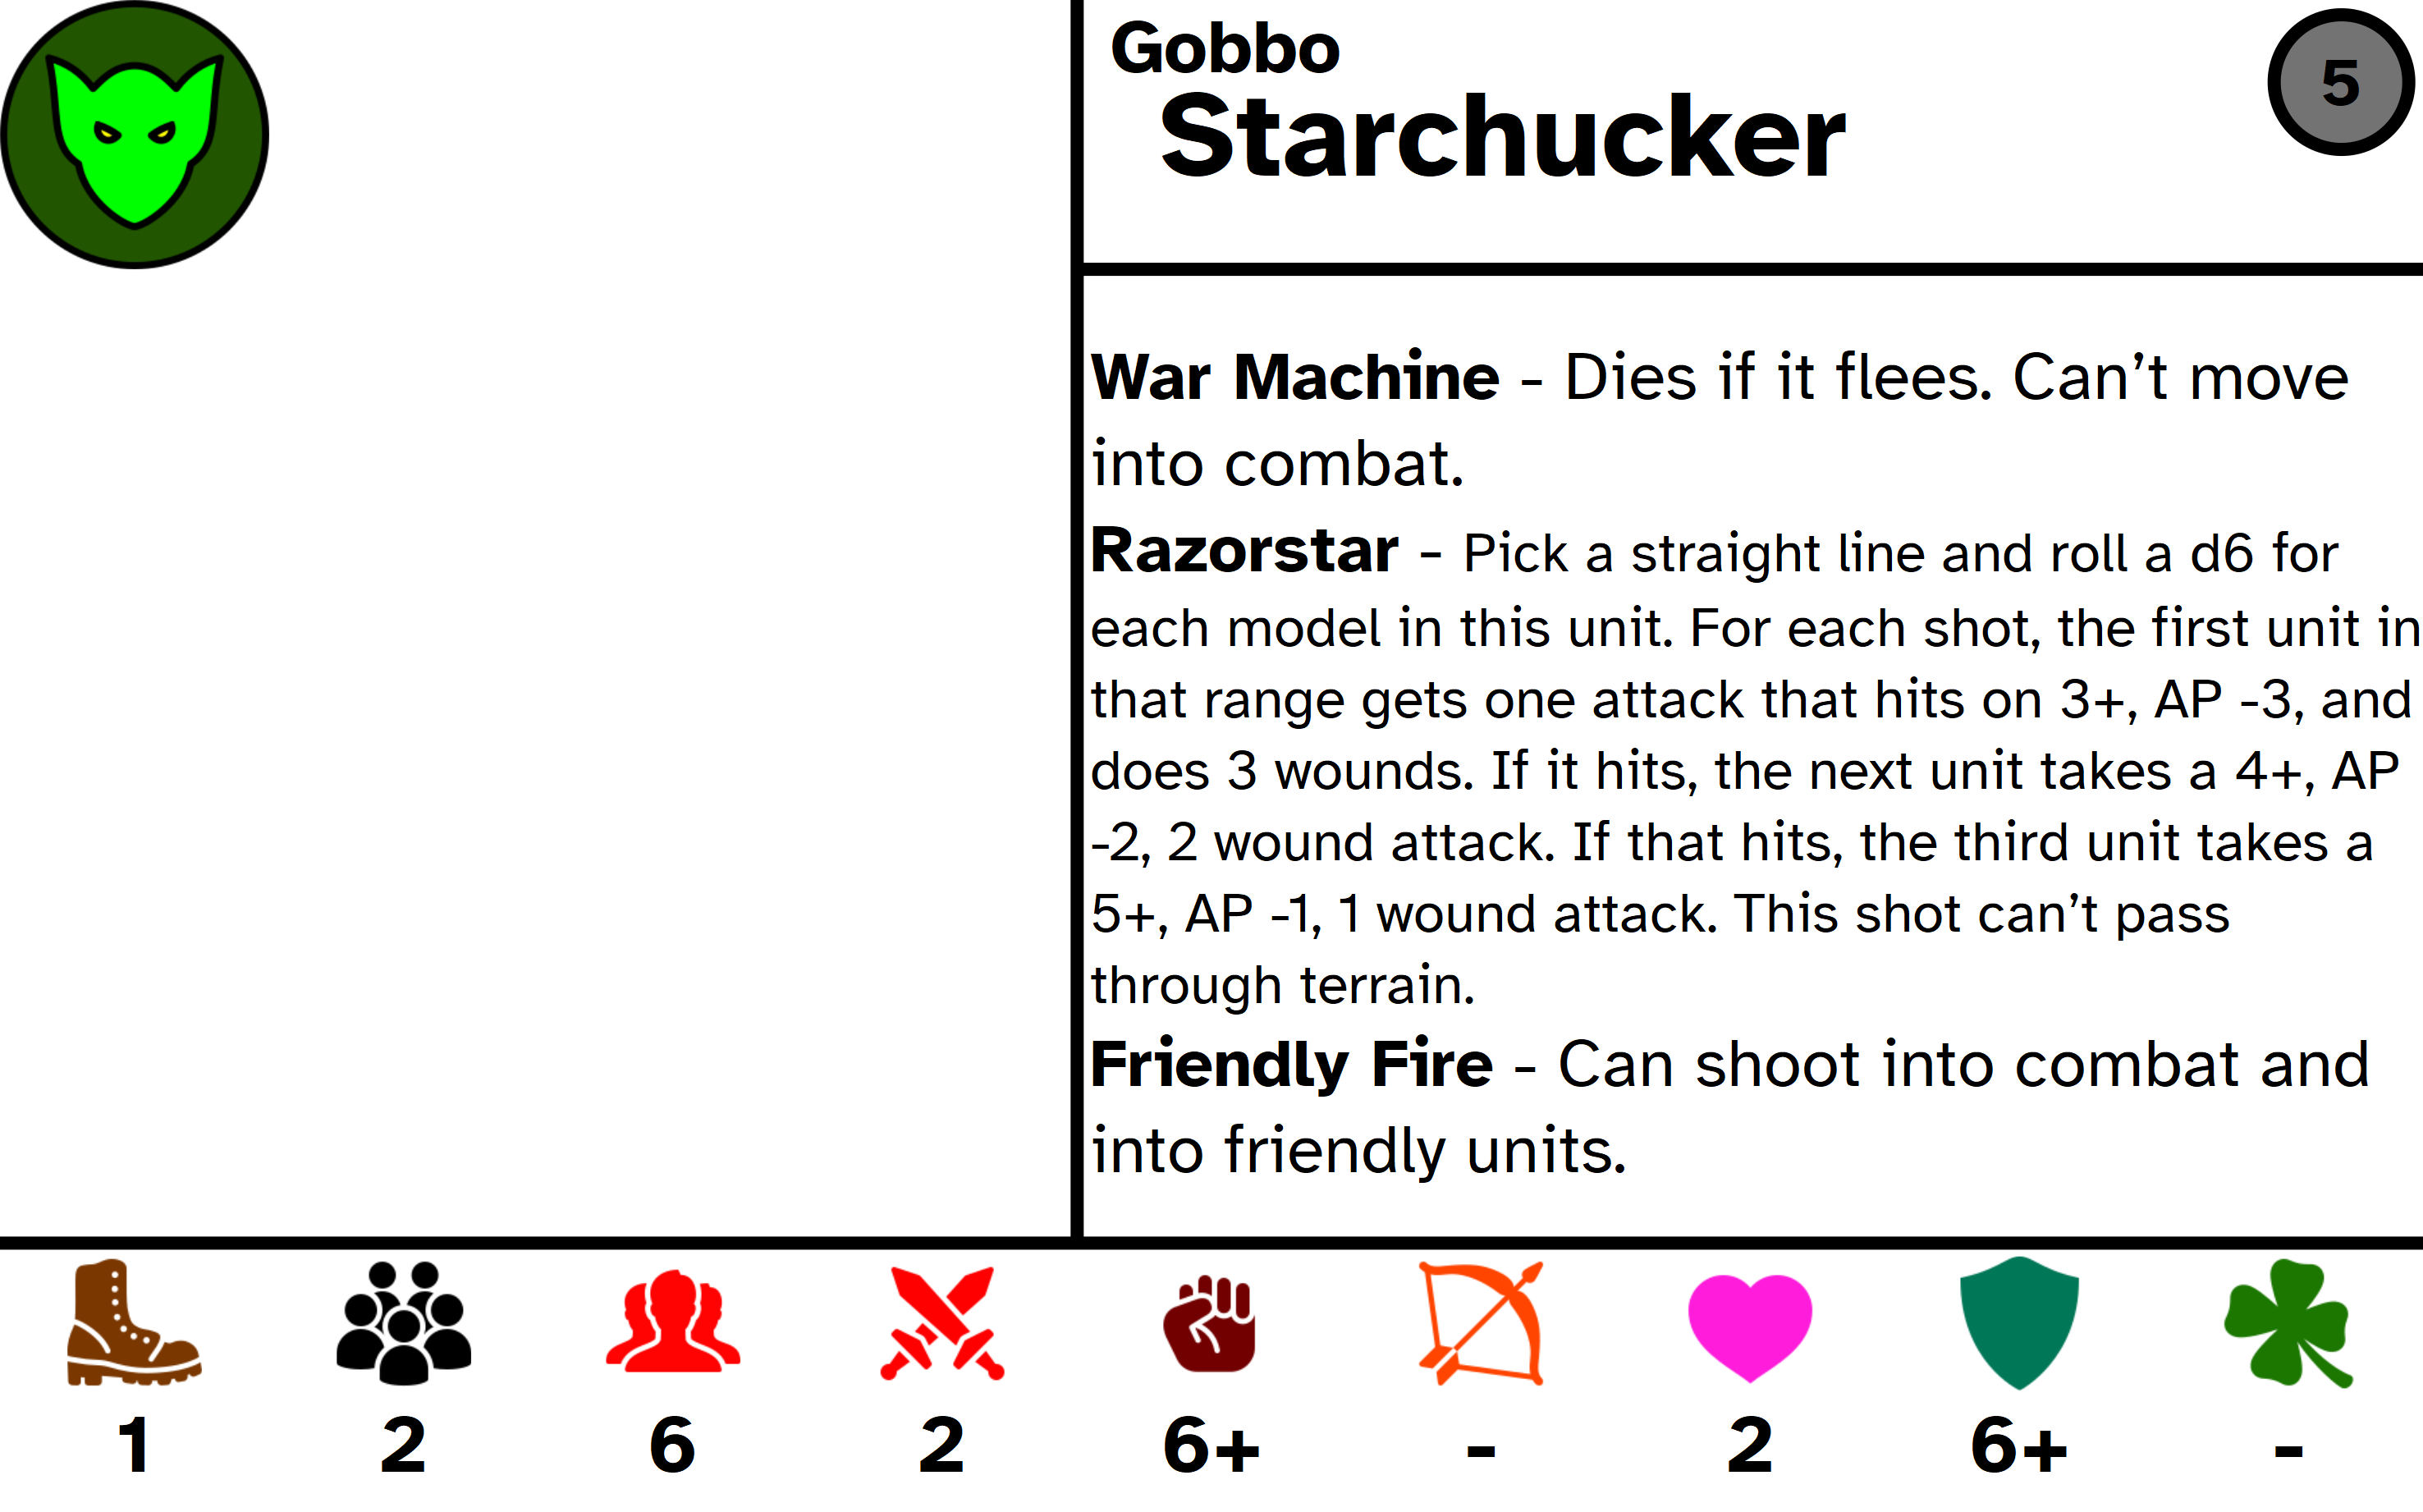 Gobbo
Starchucker
5
War Machine - Dies if it flees. Can’t move
into combat.
Razorstar - Pick a straight line and roll a d6 for
each model in this unit. For each shot, the first unit in
that range gets one attack that hits on 3+, AP -3, and
does 3 wounds. If it hits, the next unit takes a 4+, AP
-2, 2 wound attack. If that hits, the third unit takes a
5+, AP -1, 1 wound attack. This shot can’t pass
through terrain.
Friendly Fire - Can shoot into combat and
into friendly units.
1 2 6 2 6+ - 2 6+ -